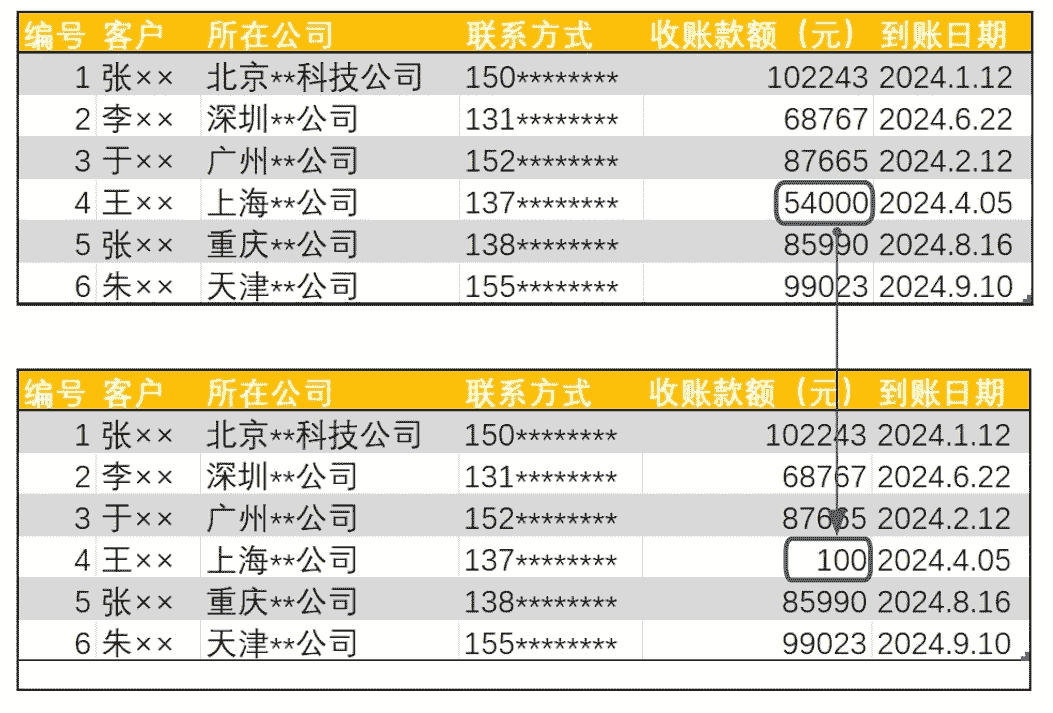 编号 客户 所在公司 联系方式 收账款额（元） 到账日期
1 张×× 北京**科技公司 150******** 102243 2024.1.12
2 李×× 深圳**公司 131******** 68767 2024.6.22
3 于×× 广州**公司 152******** 87665 2024.2.12
4 王×× 上海**公司 137******** 54000 2024.4.05
5 张×× 重庆**公司 138******** 85990 2024.8.16
6 朱×× 天津**公司 155******** 99023 2024.9.10
编号 客户 所在公司 联系方式 收账款额（元） 到账日期
1 张×× 北京**科技公司 150******** 102243 2024.1.12
2 李×× 深圳**公司 131******** 68767 2024.6.22
3 于×× 广州**公司 152******** 87665 2024.2.12
4 王×× 上海**公司 137******** 100 2024.4.05
5 张×× 重庆**公司 138******** 85990 2024.8.16
6 朱×× 天津**公司 155******** 99023 2024.9.10